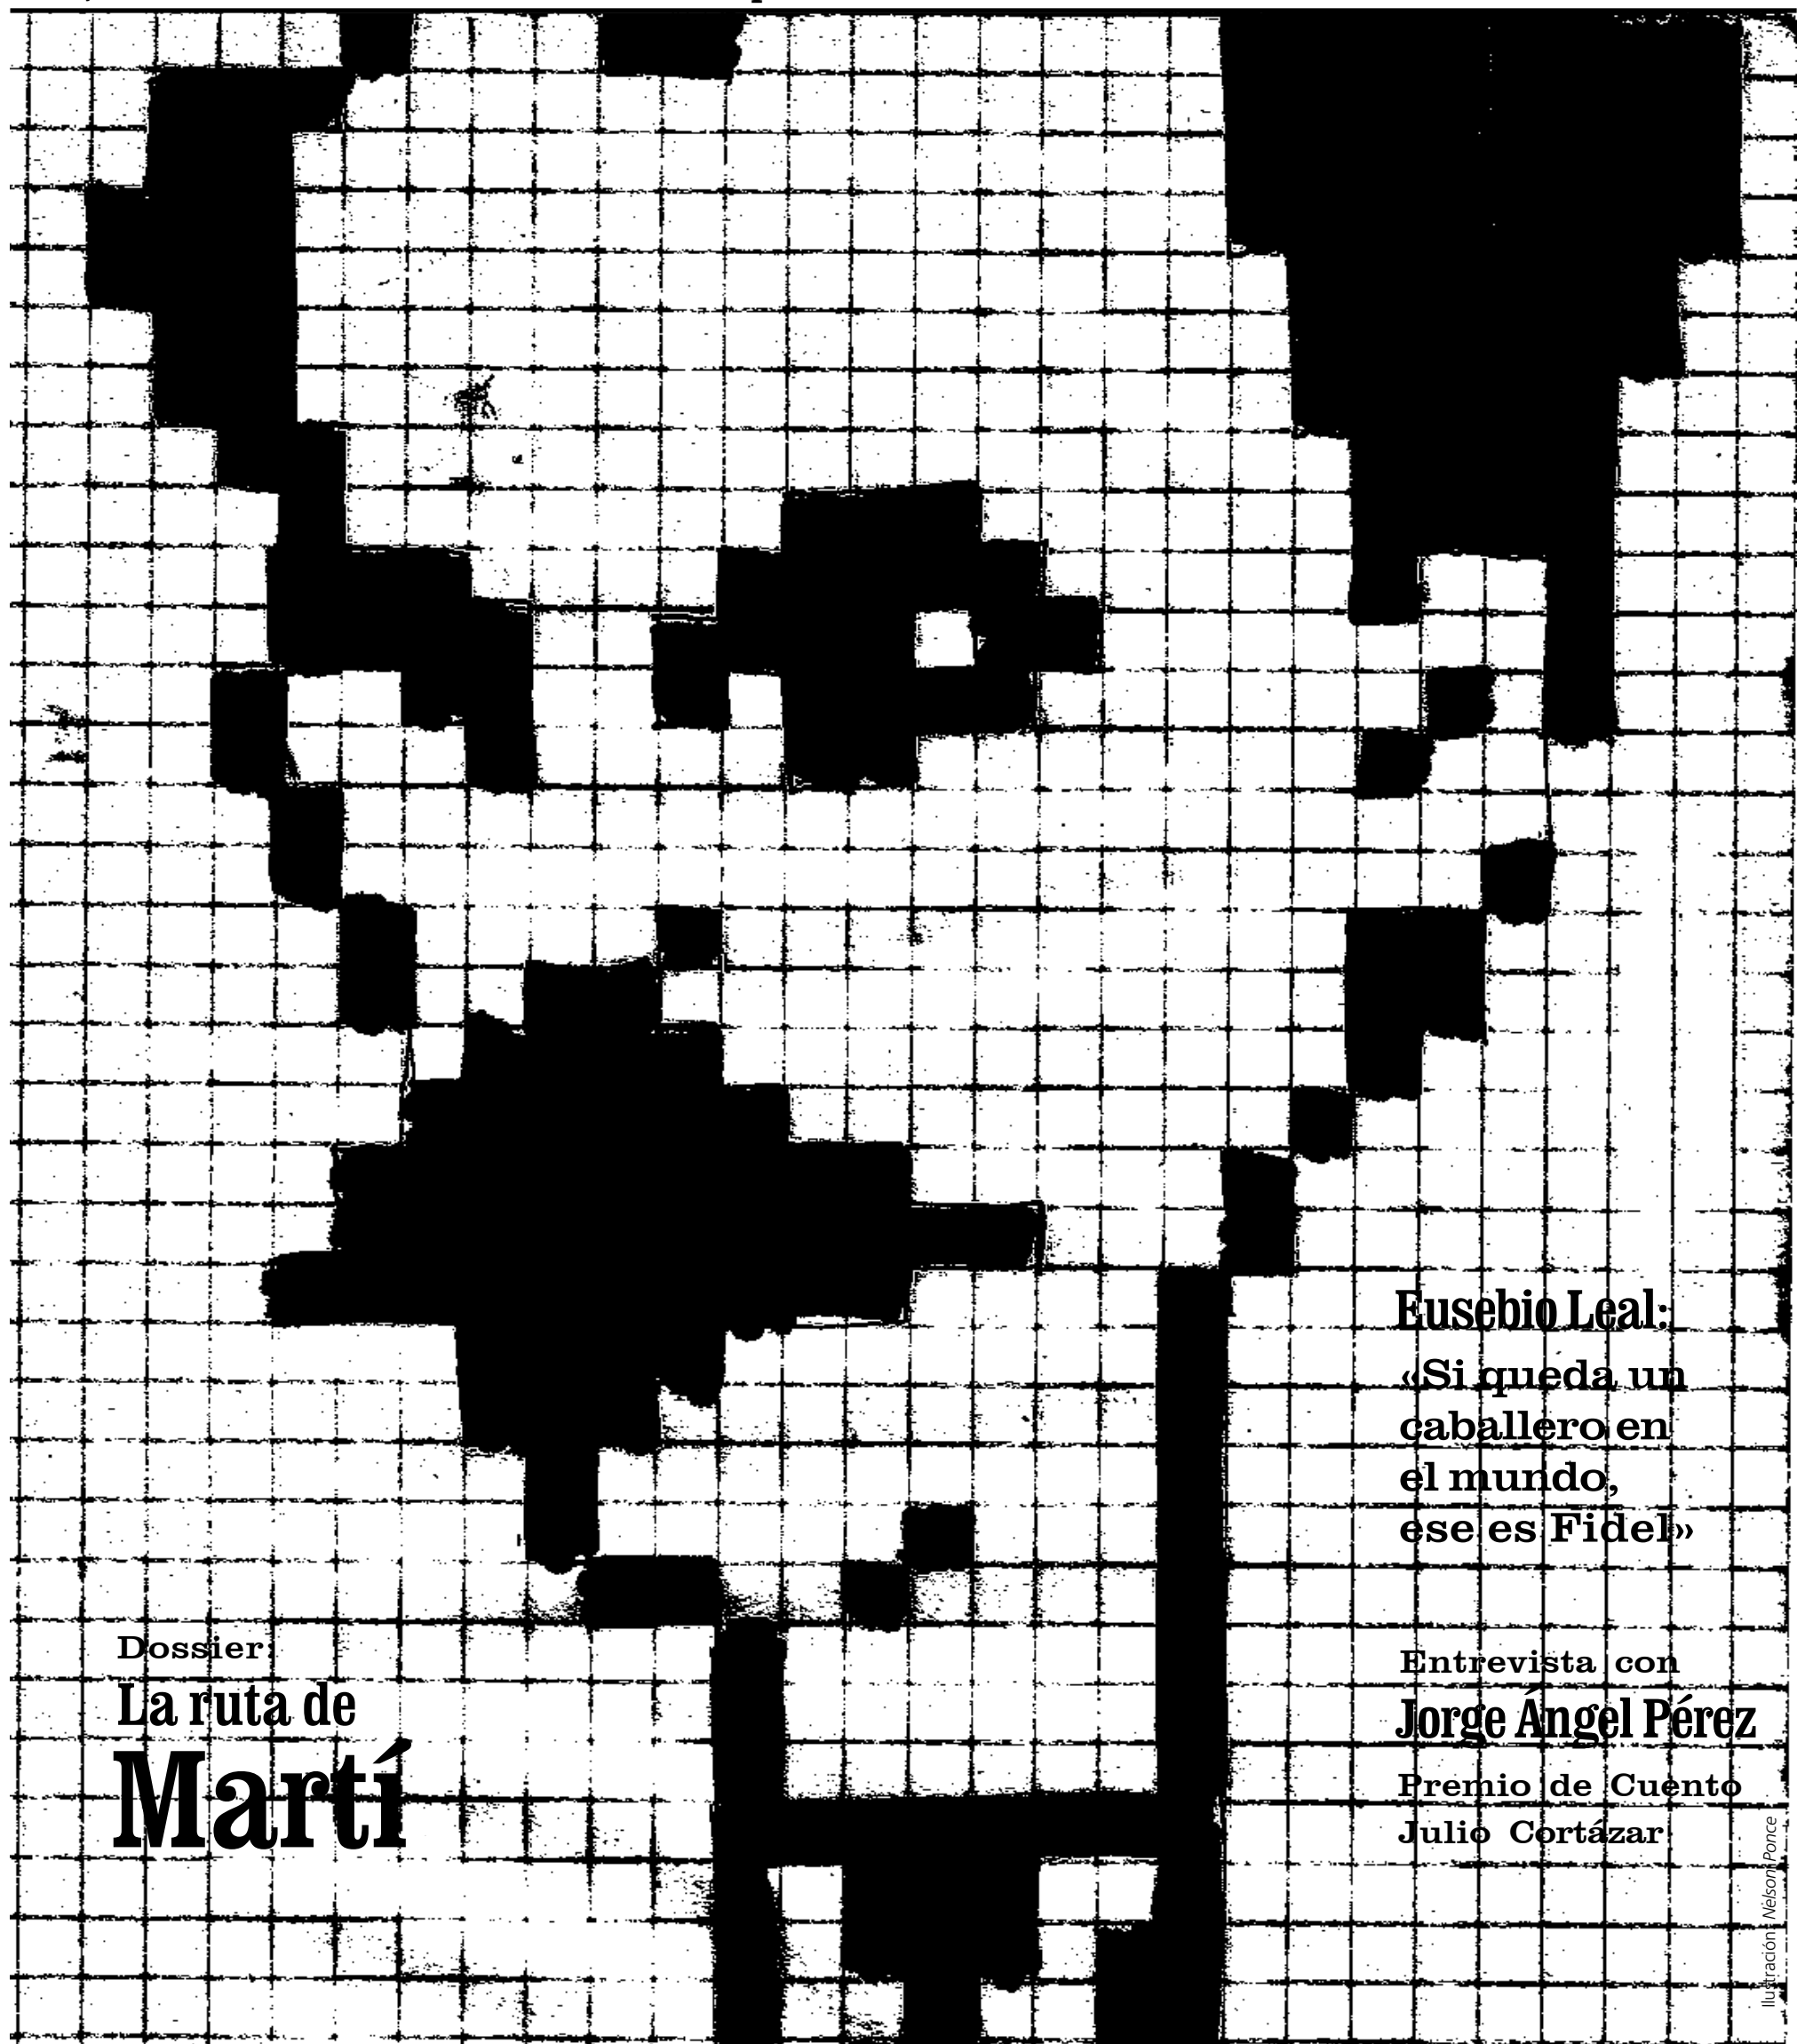 Eusebio Leal:
«Si queda un
caballero en
el mundo,
ese es Fidel»
Dossier:
La ruta de
Martí
Entrevista con
Jorge Ángel Pérez
Premio de Cuento
Julio Cortázar
Ilustración: Nelson Ponce